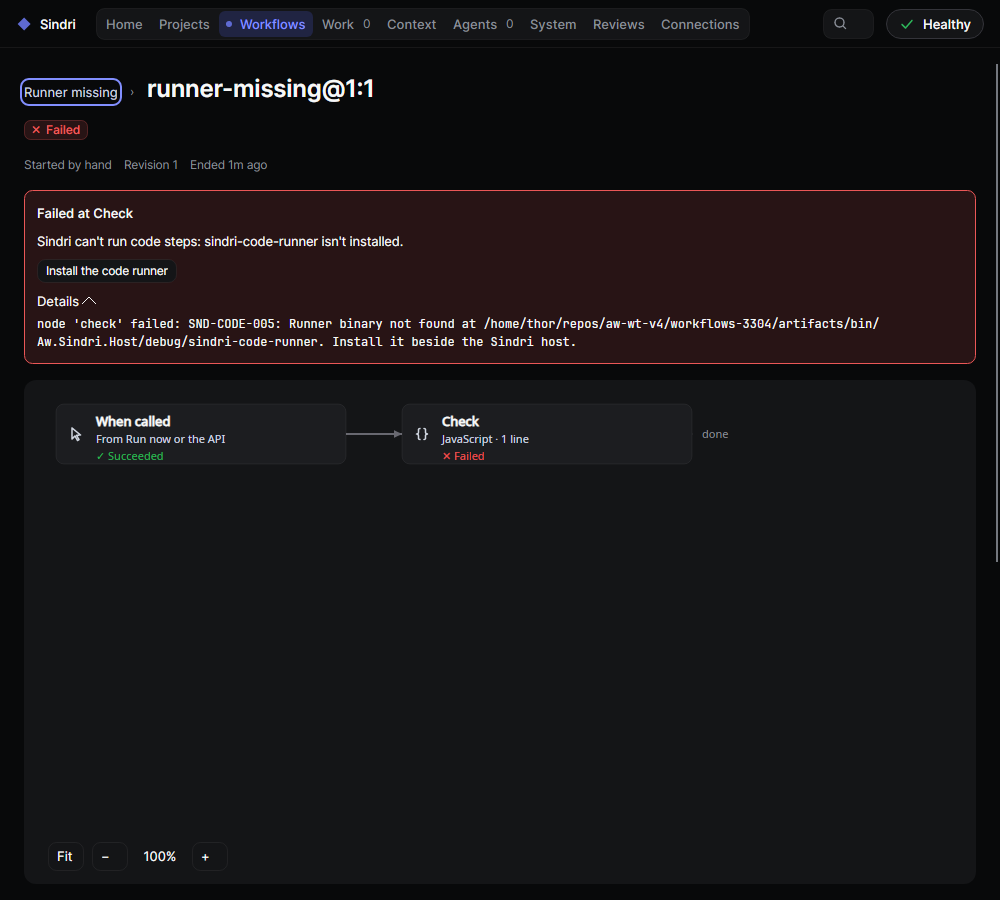 Sindri
Home Projects Workflows Work 0 Context Agents 0 System Reviews Connections
Healthy
Runner missing › runner-missing@1:1
✕ Failed
Started by hand Revision 1 Ended 1m ago
Failed at Check
Sindri can't run code steps: sindri-code-runner isn't installed.
Install the code runner
Details
node 'check' failed: SND-CODE-005: Runner binary not found at /home/thor/repos/aw-wt-v4/workflows-3304/artifacts/bin/
Aw.Sindri.Host/debug/sindri-code-runner. Install it beside the Sindri host.
When called
From Run now or the API
✓ Succeeded
{} Check
JavaScript · 1 line
✕ Failed
done
Fit − 100% +